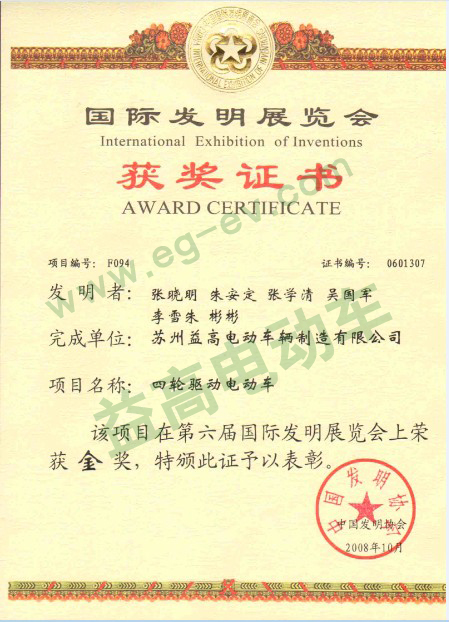 国际发明展览会
International Exhibition of Inventions
获奖证书
AWARD CERTIFICATE
项目编号： F094 证书编号： 0601307
发明者： 张晓明 朱安定 张学清 吴国军
李雪朱 彬彬
完成单位： 苏州益高电动车辆制造有限公司
项目名称： 四轮驱动电动车
该项目在第六届国际发明展览会上荣
获 金 奖，特颁此证予以表彰。
中国发明协会
中国发明协会
2008年10月
www.eg-ev.com
益高电动车